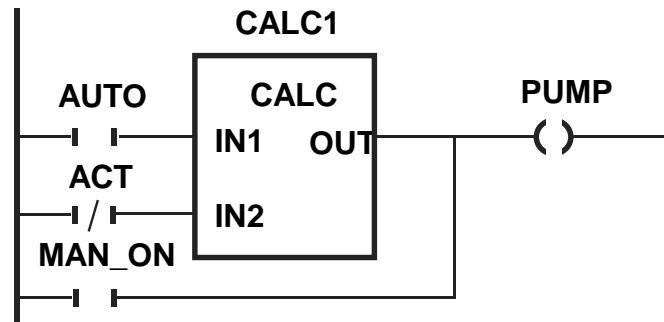 CALC1
AUTO
CALC
PUMP
IN1
OUT
ACT
IN2
MAN_ON